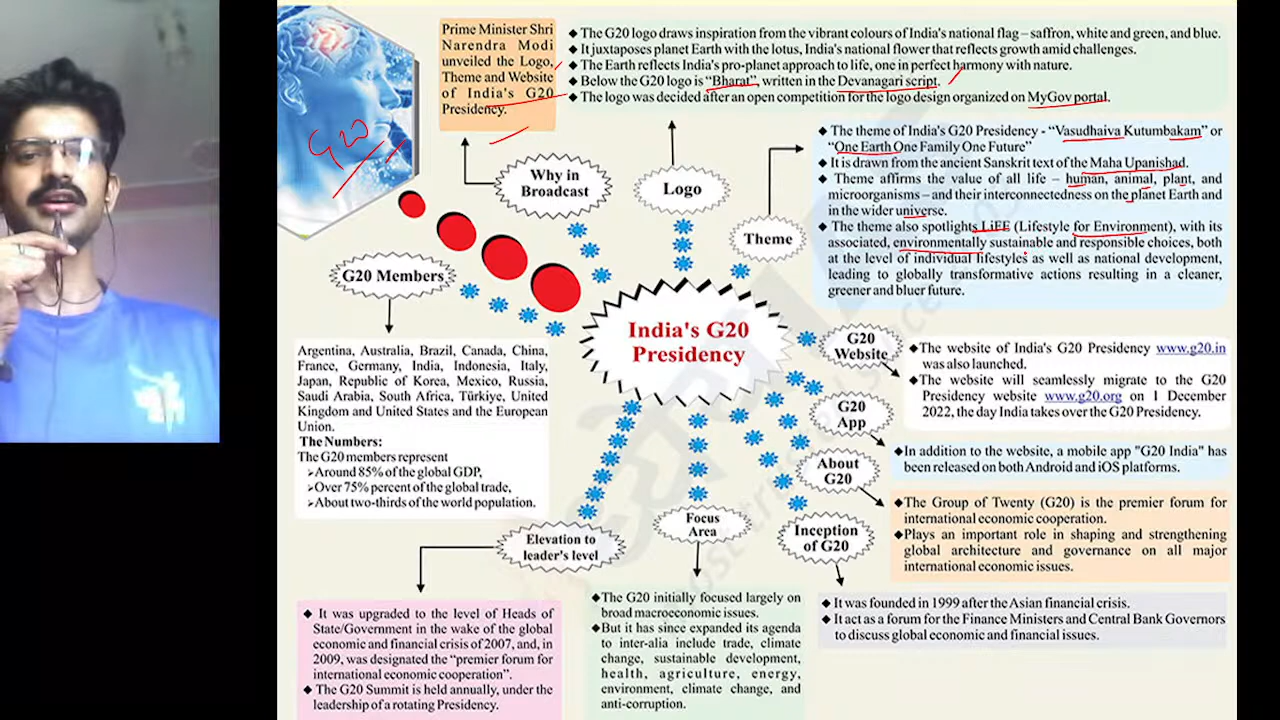 Prime Minister Shri
Narendra Modi
unveiled the Logo,
Theme and Website
of India's G20
Presidency.
◆ The G20 logo draws inspiration from the vibrant colours of India's national flag – saffron, white and green, and blue.
◆ It juxtaposes planet Earth with the lotus, India's national flower that reflects growth amid challenges.
◆ The Earth reflects India's pro-planet approach to life, one in perfect harmony with nature.
◆ Below the G20 logo is "Bharat", written in the Devanagari script.
◆ The logo was decided after an open competition for the logo design organized on MyGov portal.
G20
Why in
Broadcast
Logo
Theme
◆ The theme of India's G20 Presidency - "Vasudhaiva Kutumbakam" or
"One Earth One Family One Future"
◆ It is drawn from the ancient Sanskrit text of the Maha Upanishad.
◆ Theme affirms the value of all life – human, animal, plant, and
microorganisms – and their interconnectedness on the planet Earth and
in the wider universe.
◆ The theme also spotlights LiFE (Lifestyle for Environment), with its
associated, environmentally sustainable and responsible choices, both
at the level of individual lifestyles as well as national development,
leading to globally transformative actions resulting in a cleaner,
greener and bluer future.
G20 Members
India's G20
Presidency
Argentina, Australia, Brazil, Canada, China,
France, Germany, India, Indonesia, Italy,
Japan, Republic of Korea, Mexico, Russia,
Saudi Arabia, South Africa, Türkiye, United
Kingdom and United States and the European
Union.
The Numbers:
The G20 members represent
➢Around 85% of the global GDP,
➢Over 75% percent of the global trade,
➢About two-thirds of the world population.
G20
Website
◆The website of India's G20 Presidency www.g20.in
was also launched.
◆The website will seamlessly migrate to the G20
Presidency website www.g20.org on 1 December
2022, the day India takes over the G20 Presidency.
G20
App
◆In addition to the website, a mobile app "G20 India" has
been released on both Android and iOS platforms.
About
G20
◆The Group of Twenty (G20) is the premier forum for
international economic cooperation.
◆Plays an important role in shaping and strengthening
global architecture and governance on all major
international economic issues.
Inception
of G20
◆ It was founded in 1999 after the Asian financial crisis.
◆ It act as a forum for the Finance Ministers and Central Bank Governors
to discuss global economic and financial issues.
Focus
Area
◆ The G20 initially focused largely on
broad macroeconomic issues.
◆But it has since expanded its agenda
to inter-alia include trade, climate
change, sustainable development,
health, agriculture, energy,
environment, climate change, and
anti-corruption.
Elevation to
leader's level
◆ It was upgraded to the level of Heads of
State/Government in the wake of the global
economic and financial crisis of 2007, and, in
2009, was designated the "premier forum for
international economic cooperation".
◆ The G20 Summit is held annually, under the
leadership of a rotating Presidency.